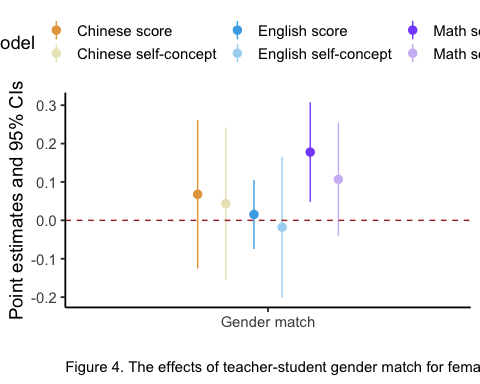 odel
Chinese score
English score
Math s
Chinese self-concept
English self-concept
Math s
Point estimates and 95% CIs
0.3
0.2
0.1
0.0
-0.1
-0.2
Gender match
Figure 4. The effects of teacher-student gender match for fema